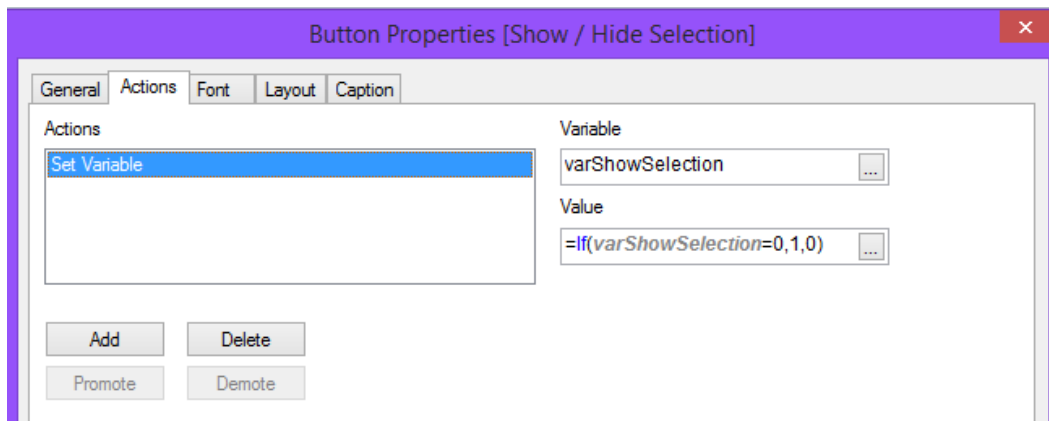 Button Properties [Show / Hide Selection]
×
General Actions Font Layout Caption
Actions
Set Variable
Variable
varShowSelection ...
Value
=If(varShowSelection=0,1,0) ...
Add Delete
Promote Demote